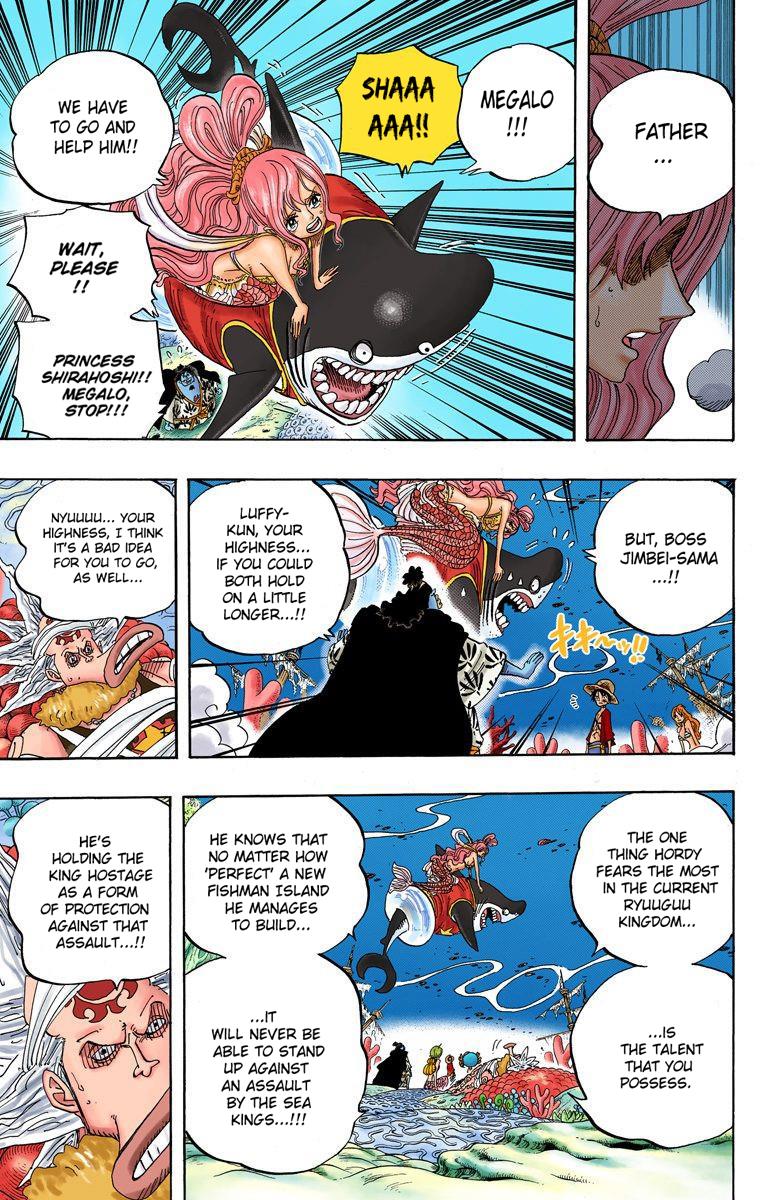 FATHER
...
MEGALO
!!!
SHAAA
AAA!!
WE HAVE
TO GO AND
HELP HIM!!
WAIT,
PLEASE
!!
PRINCESS
SHIRAHOSHI!!
MEGALO,
STOP!!!
BUT, BOSS
JIMBEI-SAMA
...!!
LUFFY-
KUN, YOUR
HIGHNESS...
IF YOU COULD
BOTH HOLD
ON A LITTLE
LONGER...!!
NYUUUU... YOUR
HIGHNESS, I THINK
IT'S A BAD IDEA
FOR YOU TO GO,
AS WELL...
THE ONE
THING HORDY
FEARS THE MOST
IN THE CURRENT
RYUUGUU
KINGDOM...
...IS
THE TALENT
THAT YOU
POSSESS.
HE KNOWS THAT
NO MATTER HOW
'PERFECT' A NEW
FISHMAN ISLAND
HE MANAGES
TO BUILD...
...IT
WILL NEVER BE
ABLE TO STAND
UP AGAINST
AN ASSAULT
BY THE SEA
KINGS...!!!
HE'S
HOLDING THE
KING HOSTAGE
AS A FORM
OF PROTECTION
AGAINST THAT
ASSAULT...!!